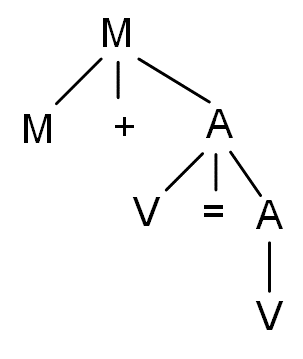 M
M + A
V = A
V